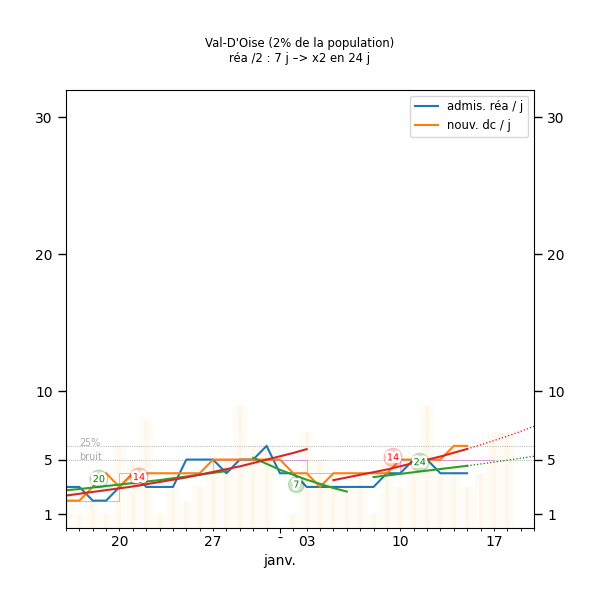 Val-D'Oise (2% de la population)
réa /2 : 7 j –> x2 en 24 j
admis. réa / j
nouv. dc / j
30 30
20 20
10 10
25%
bruit
5 5
20 14 7 14 24
1 1
20 27 - 03 10 17
janv.